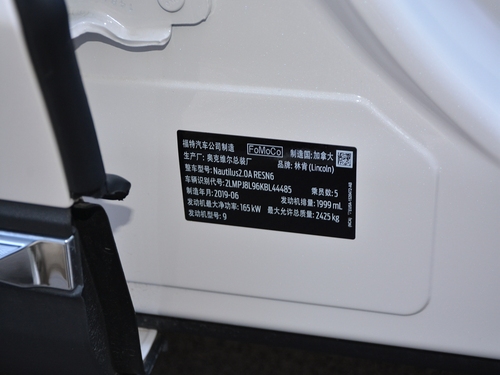 福特汽车公司制造 FoMoCo 制造国:加拿大
生产厂: 奥克维尔总装厂 品牌: 林肯 (Lincoln)
整车型号: Nautilus2.0A RESN6
车辆识别代号: 2LMPJ8L96KBL44485 乘员数: 5
制造年月: 2019-06 发动机排量: 1999 mL
发动机最大净功率: 165 kW 最大允许总质量: 2425 kg
发动机型号: 9